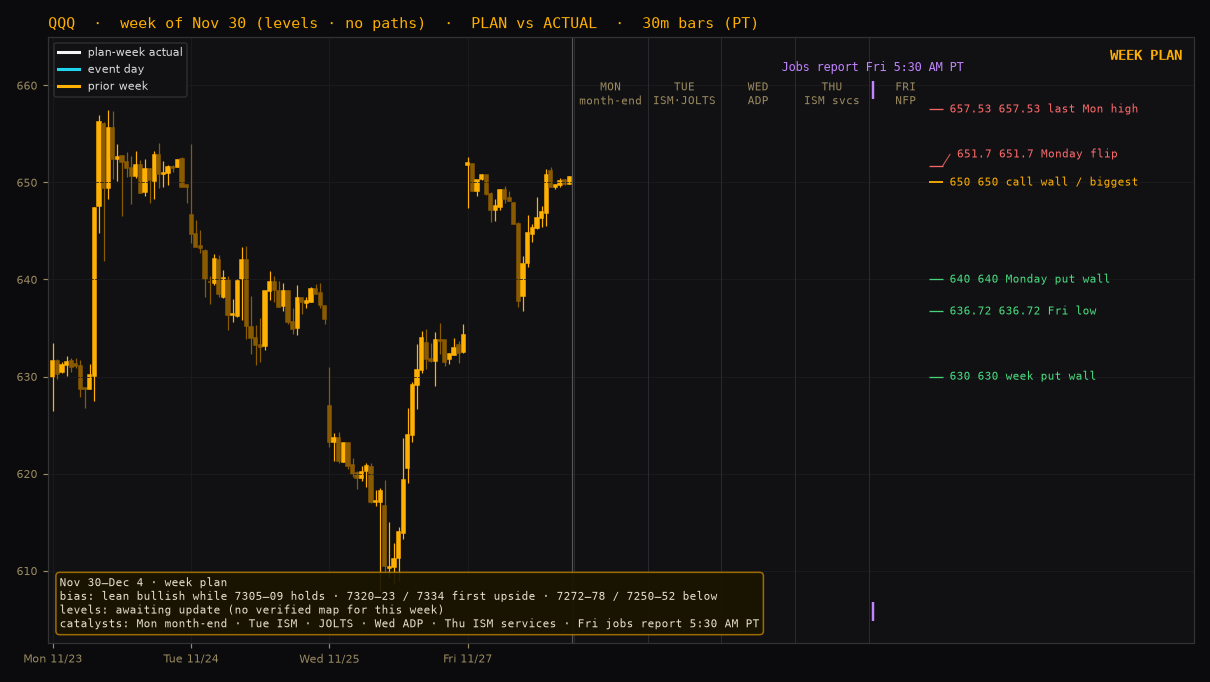 QQQ · week of Nov 30 (levels · no paths) · PLAN vs ACTUAL · 30m bars (PT)
plan-week actual
event day
prior week
WEEK PLAN
Jobs report Fri 5:30 AM PT
MON
month-end
TUE
ISM·JOLTS
WED
ADP
THU
ISM svcs
FRI
NFP
657.53 657.53 last Mon high
651.7 651.7 Monday flip
650 650 call wall / biggest
640 640 Monday put wall
636.72 636.72 Fri low
630 630 week put wall
660
650
640
630
620
610
Nov 30–Dec 4 · week plan
bias: lean bullish while 7305–09 holds · 7320–23 / 7334 first upside · 7272–78 / 7250–52 below
levels: awaiting update (no verified map for this week)
catalysts: Mon month-end · Tue ISM · JOLTS · Wed ADP · Thu ISM services · Fri jobs report 5:30 AM PT
Mon 11/23
Tue 11/24
Wed 11/25
Fri 11/27